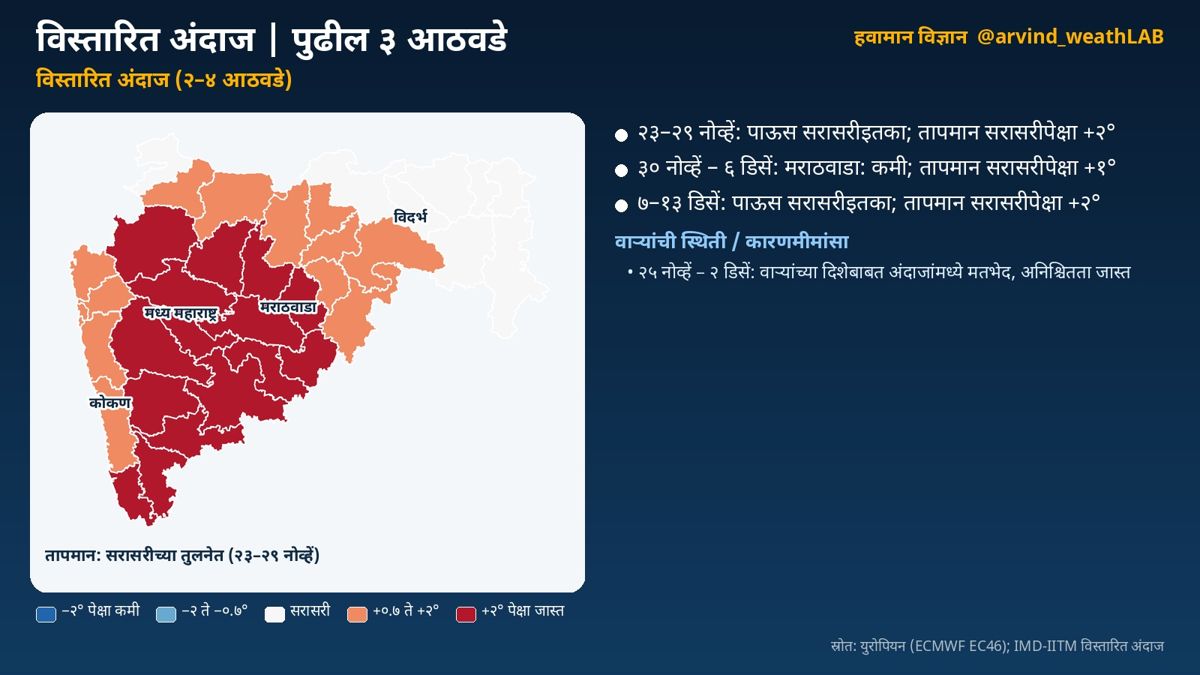 विस्तारित अंदाज | पुढील ३ आठवडे
हवामान विज्ञान @arvind_weathLAB
विस्तारित अंदाज (२–४ आठवडे)
विदर्भ
मध्य महाराष्ट्र
मराठवाडा
कोकण
तापमान: सरासरीच्या तुलनेत (२३–२९ नोव्हें)
−२° पेक्षा कमी
−२ ते −०.७°
सरासरी
+०.७ ते +२°
+२° पेक्षा जास्त
२३–२९ नोव्हें: पाऊस सरासरीइतका; तापमान सरासरीपेक्षा +२°
३० नोव्हें – ६ डिसें: मराठवाडा: कमी; तापमान सरासरीपेक्षा +१°
७–१३ डिसें: पाऊस सरासरीइतका; तापमान सरासरीपेक्षा +२°
वाऱ्यांची स्थिती / कारणमीमांसा
• २५ नोव्हें – २ डिसें: वाऱ्यांच्या दिशेबाबत अंदाजांमध्ये मतभेद, अनिश्चितता जास्त
स्रोत: युरोपियन (ECMWF EC46); IMD-IITM विस्तारित अंदाज